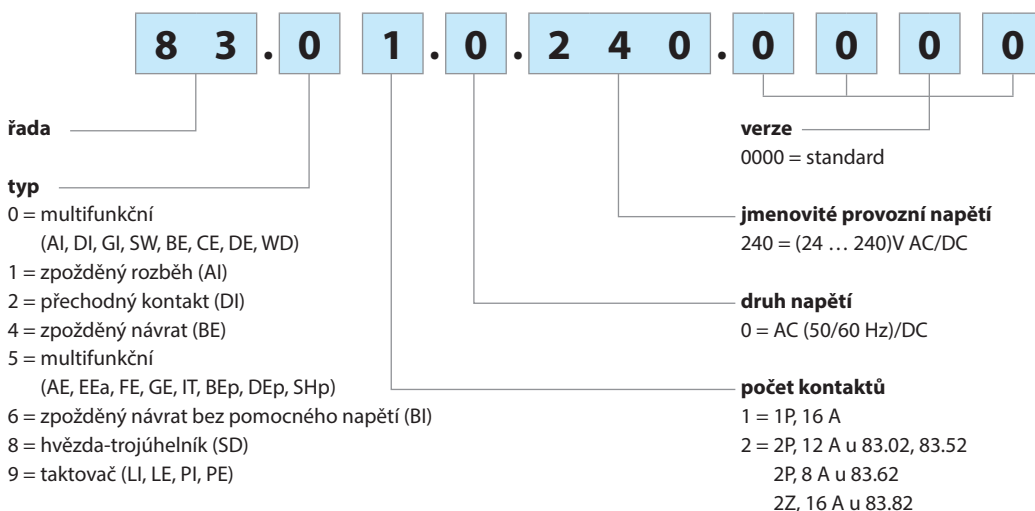 8 3 . 0 1 . 0 . 2 4 0 . 0 0 0 0
řada
typ
0 = multifunkční
(AI, DI, GI, SW, BE, CE, DE, WD)
1 = zpožděný rozběh (AI)
2 = přechodný kontakt (DI)
4 = zpožděný návrat (BE)
5 = multifunkční
(AE, EEa, FE, GE, IT, BEp, DEp, SHp)
6 = zpožděný návrat bez pomocného napětí (BI)
8 = hvězda-trojúhelník (SD)
9 = taktovač (LI, LE, PI, PE)
verze
0000 = standard
jmenovité provozní napětí
240 = (24 … 240)V AC/DC
druh napětí
0 = AC (50/60 Hz)/DC
počet kontaktů
1 = 1P, 16 A
2 = 2P, 12 A u 83.02, 83.52
2P, 8 A u 83.62
2Z, 16 A u 83.82